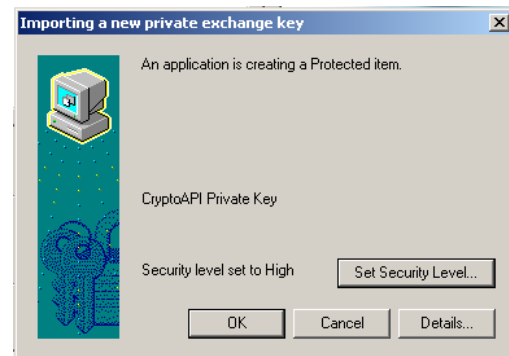 Importing a new private exchange key
An application is creating a Protected item.
CryptoAPI Private Key
Security level set to High
Set Security Level...
OK
Cancel
Details...